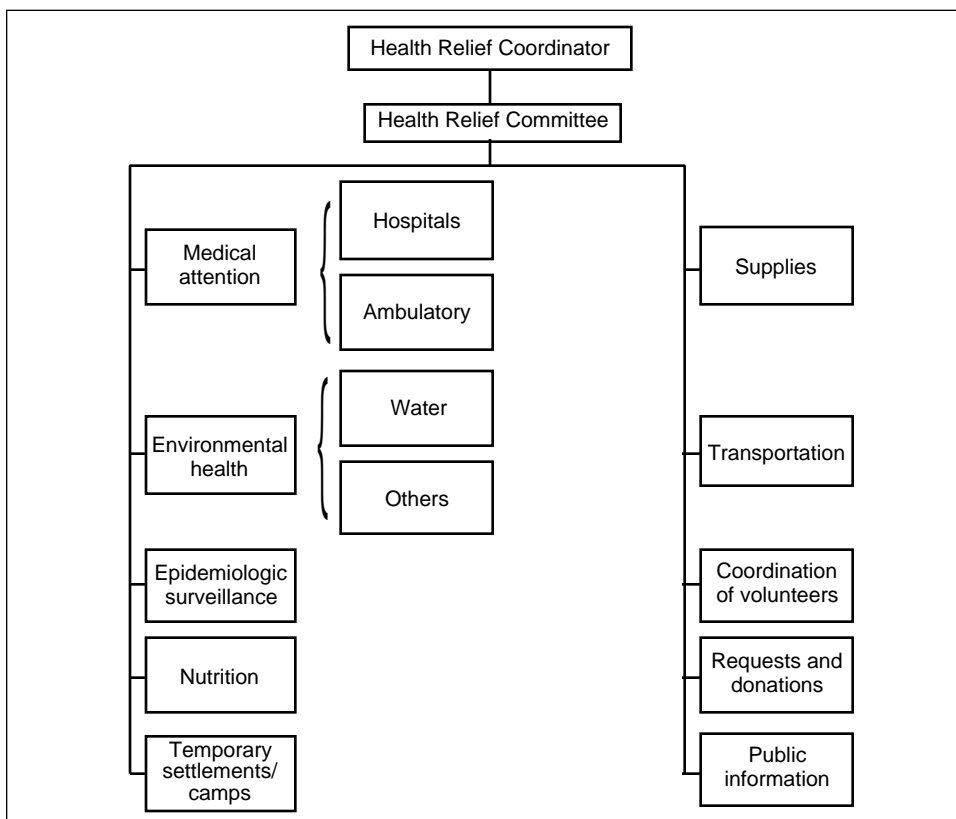 Health Relief Coordinator
Health Relief Committee
Medical
attention
Hospitals
Ambulatory
Environmental
health
Water
Others
Epidemiologic
surveillance
Nutrition
Temporary
settlements/
camps
Supplies
Transportation
Coordination
of volunteers
Requests and
donations
Public
information